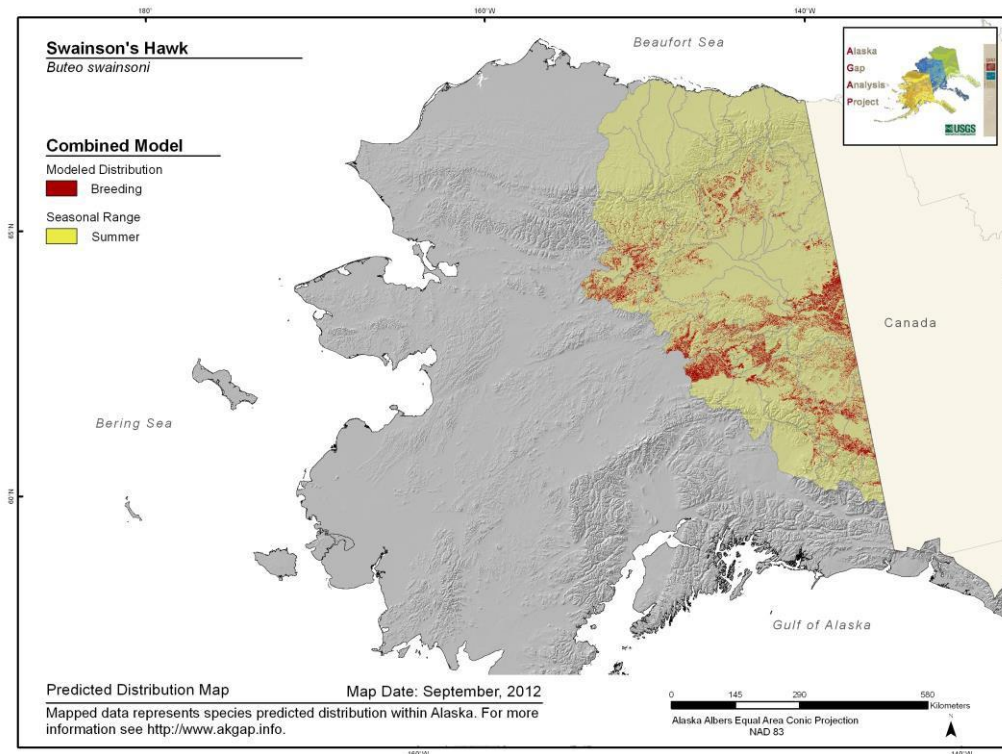 180°
160°W
140°W
Swainson's Hawk
Buteo swainsoni
Beaufort Sea
Alaska
Gap
Analysis
Project
USGS
Combined Model
Modeled Distribution
Breeding
Seasonal Range
Summer
65°N
Canada
Bering Sea
60°N
Gulf of Alaska
Predicted Distribution Map
Map Date: September, 2012
Mapped data represents species predicted distribution within Alaska. For more
information see http://www.akgap.info.
0 145 290 580
Kilometers
Alaska Albers Equal Area Conic Projection
NAD 83
N